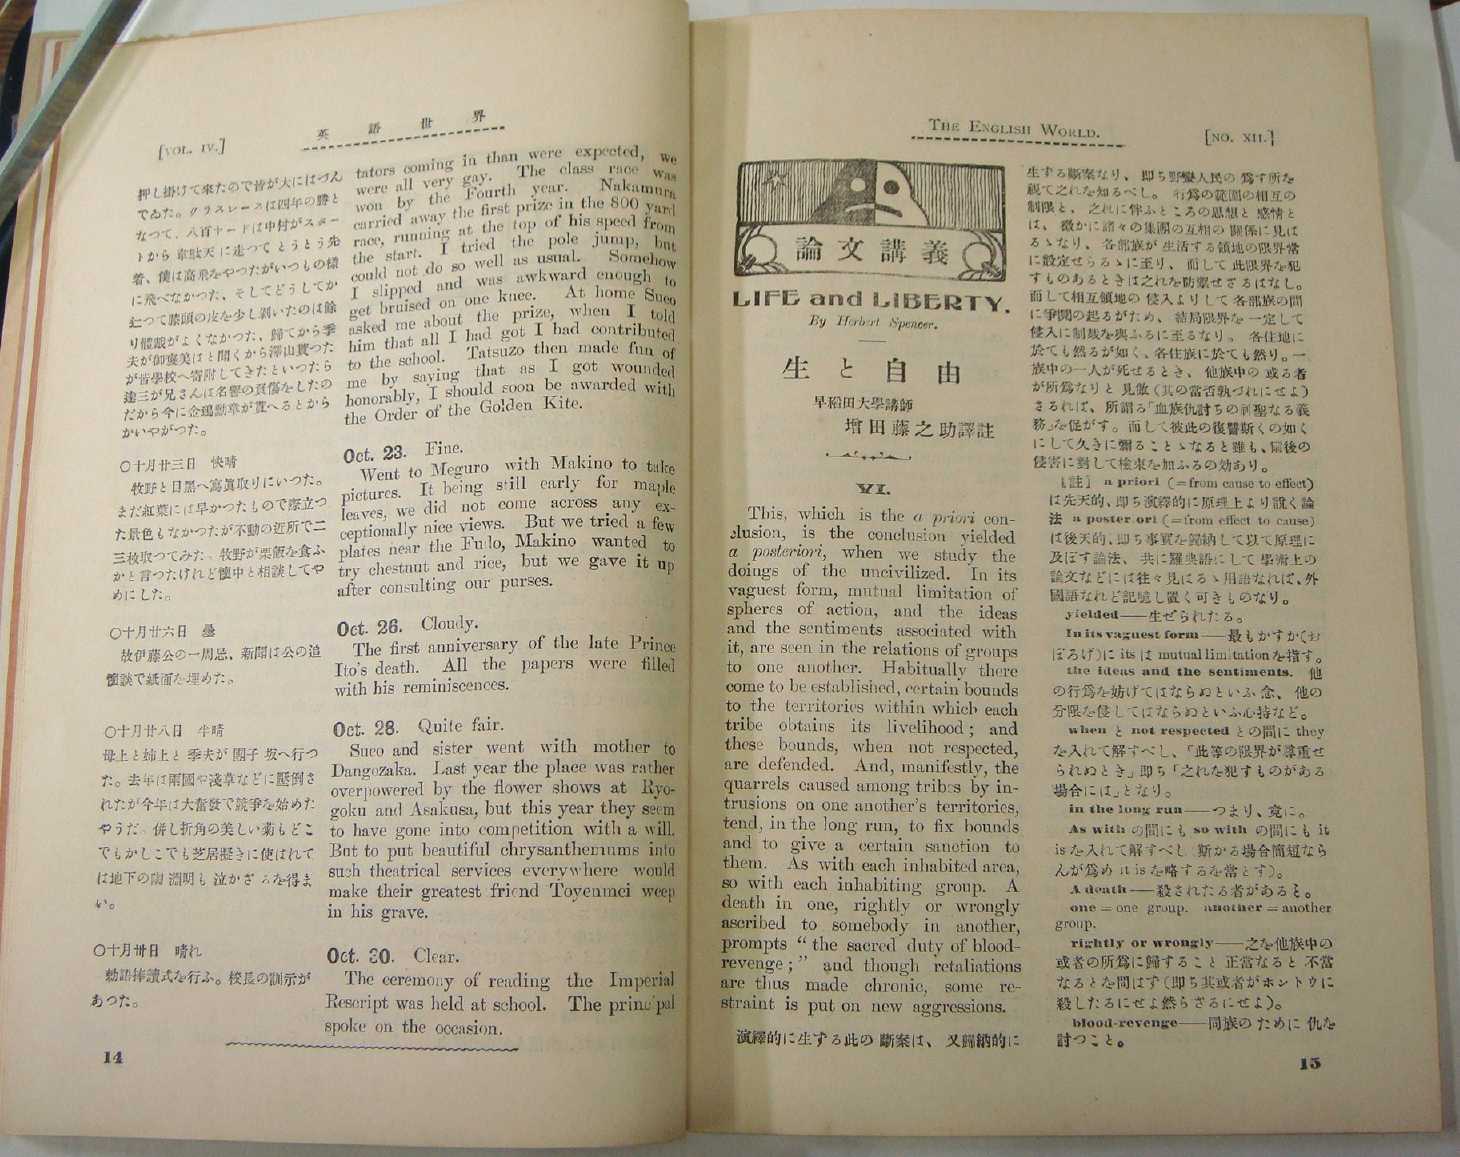 [VOL. IV.]
英語世界
押し掛けて來たので皆が大にはづん
でゐた。クラスレースは四年の勝と
なつて、八百ヤードは中村がスター
トから韋駄天に走つてとうとう先
着、僕は高飛をやつたがいつもの樣
に飛べなかつた、そしてどうしてか
辷つて膝頭の皮を少し剝いたのは餘
り體裁がよくなかつた、歸てから季
夫が御褒美はと聞くから澤山貰つた
が皆學校へ寄附してきたといつたら
達三が兄さんは名譽の負傷をしたの
だから今に金鵄勳章が貰へるとから
かいやがつた。
○十月廿三日 快晴
牧野と目黑へ寫眞取りにいつた。
まだ紅葉には早かつたもので際立つ
た景色もなかつたが不動の近所で二
三枚取つてみた 牧野が栗飯を食ふ
かと言つたけれど懷中と相談してや
めにした。
○十月廿六日 曇
故伊藤公の一周忌、新聞は公の追
懷談で紙面を埋めた。
○十月廿八日 半晴
母上と姉上と季夫が團子坂へ行つ
た。去年は兩國や淺草などに壓倒さ
れたが今年は大奮發で競爭を始めた
やうだ 併し折角の美しい菊もどこ
でもかしこでも芝居擬きに使はれて
は地下の陶淵明も泣かざるを得ま
い。
○十月卅日 晴れ
勅語捧讀式を行ふ。校長の訓示が
あつた。
tators coming in than were expected, we
were all very gay. The class race was
won by the Fourth year. Nakamura
carried away the first prize in the 800 yard
race, running at the top of his speed from
the start. I tried the pole jump, but
could not do so well as usual. Somehow
I slipped and was awkward enough to
get bruised on one knee. At home Sueo
asked me about the prize, when I told
him that all I had got I had contributed
to the school. Tatsuzo then made fun of
me by saying that as I got wounded
honorably, I should soon be awarded with
the Order of the Golden Kite.
Oct. 23. Fine.
Went to Meguro with Makino to take
pictures. It being still early for maple
leaves, we did not come across any ex-
ceptionally nice views. But we tried a few
plates near the Fudo, Makino wanted to
try chestnut and rice, but we gave it up
after consulting our purses.
Oct. 26. Cloudy.
The first anniversary of the late Prince
Ito's death. All the papers were filled
with his reminiscences.
Oct. 28. Quite fair.
Sueo and sister went with mother to
Dangozaka. Last year the place was rather
overpowered by the flower shows at Ryo-
goku and Asakusa, but this year they seem
to have gone into competition with a will.
But to put beautiful chrysanthemums into
such theatrical services everywhere would
make their greatest friend Toyenmei weep
in his grave.
Oct. 30. Clear.
The ceremony of reading the Imperial
Rescript was held at school. The principal
spoke on the occasion.
14
THE ENGLISH WORLD.
[NO. XII.]
論文講義
LIFE and LIBERTY.
By Herbert Spencer.
生と自由
早稻田大學講師
增田藤之助譯註
VI.
This, which is the a priori con-
clusion, is the conclusion yielded
a posteriori, when we study the
doings of the uncivilized. In its
vaguest form, mutual limitation of
spheres of action, and the ideas
and the sentiments associated with
it, are seen in the relations of groups
to one another. Habitually there
come to be established, certain bounds
to the territories within which each
tribe obtains its livelihood; and
these bounds, when not respected,
are defended. And, manifestly, the
quarrels caused among tribes by in-
trusions on one another's territories,
tend, in the long run, to fix bounds
and to give a certain sanction to
them. As with each inhabited area,
so with each inhabiting group. A
death in one, rightly or wrongly
ascribed to somebody in another,
prompts “the sacred duty of blood-
revenge;” and though retaliations
are thus made chronic, some re-
straint is put on new aggressions.
演繹的に生ずる此の斷案は、又歸納的に
生ずる斷案なり、卽ち野蠻人民の爲す所を
視て之れを知るべし。行爲の範圍の相互の
制限と、之れに伴ふところの思想と感情と
は、微かに諸々の集團の互相の關係に見は
るゝなり、各部族が生活する領地の限界常
に設定せらるゝに至り、而して此限界を犯
すものあるときは之れを防禦せざるはなし。
而して相互領地の侵入よりして各部族の間
に爭鬩の起るがため、結局限界を一定して
侵入に制裁を與ふるに至るなり。各住地に
於ても然るが如く、各住族に於ても然り。一
族中の一人が死せるとき、他族中の或る者
が所爲なりと見倣(其の當否孰づれにせよ)
さるれば、所謂る「血族仇討ちの神聖なる義
務」を促がす。而して彼此の復讐斯くの如く
にして久きに彌ることゝなると雖も、偏後の
侵害に對して檢束を加ふるの効あり。
[註] a priori (=from cause to effect)
は先天的、卽ち演繹的に原理上より說く論
法 a posteriori (=from effect to cause)
は後天的、卽ち事實を歸納して以て原理に
及ぼす論法、共に羅典語にして學術上の
論文などには往々見はるゝ用語なれば、外
國語なれど記憶し置く可きものなり。
yielded——生ぜられたる。
In its vaguest form——最もかすか(お
ぼろげ)に its は mutual limitation を指す。
the ideas and the sentiments. 他
の行爲を妨げてはならぬといふ念、他の
分限を侵してはならぬといふ心持など。
when と not respected との間に they
を入れて解すべし、「此等の限界が尊重せ
られぬとき」卽ち「之れを犯すものがある
場合には」となり。
in the long run——つまり、竟に。
As with の間にも so with の間にも it
is を入れて解すべし 斯かる場合簡短なら
んが爲め it is を略するを常とす)。
A death——殺されたる者があると。
one = one group. another = another
group.
rightly or wrongly——之を他族中の
或者の所爲に歸すること正當なると不當
なるとを問はず(卽ち其或者がホントウに
殺したるにせよ然らざるにせよ)。
blood-revenge——同族のために仇を
討つこと。
15